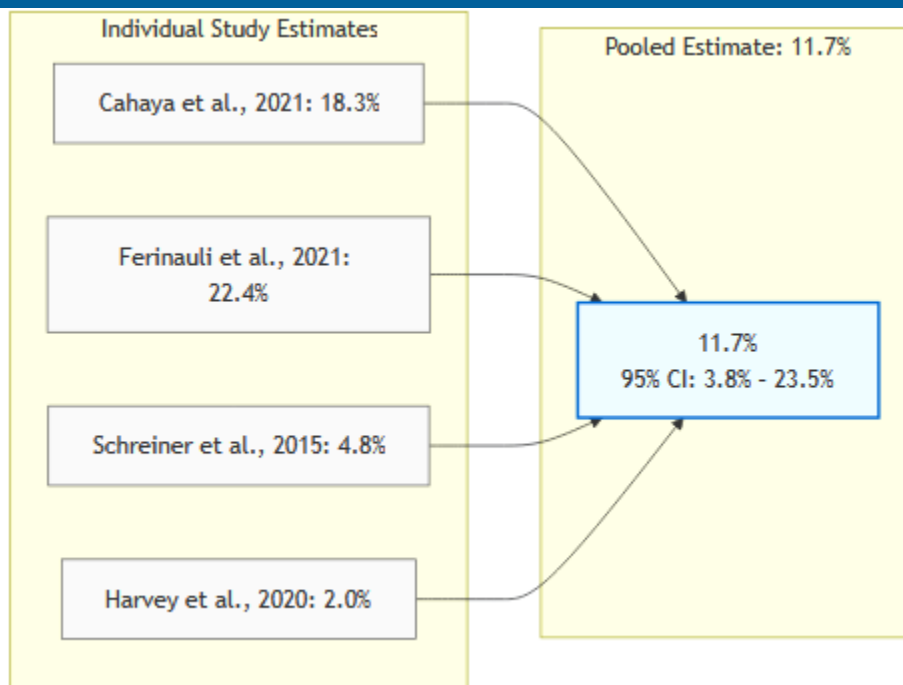 Individual Study Estimates
Cahaya et al., 2021: 18.3%
Ferinauli et al., 2021:
22.4%
Schreiner et al., 2015: 4.8%
Harvey et al., 2020: 2.0%
Pooled Estimate: 11.7%
11.7%
95% CI: 3.8% - 23.5%